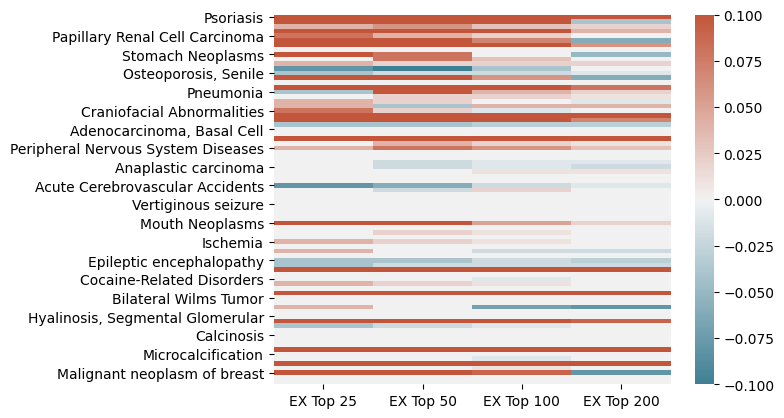 Psoriasis
Papillary Renal Cell Carcinoma
Stomach Neoplasms
Osteoporosis, Senile
Pneumonia
Craniofacial Abnormalities
Adenocarcinoma, Basal Cell
Peripheral Nervous System Diseases
Anaplastic carcinoma
Acute Cerebrovascular Accidents
Vertiginous seizure
Mouth Neoplasms
Ischemia
Epileptic encephalopathy
Cocaine-Related Disorders
Bilateral Wilms Tumor
Hyalinosis, Segmental Glomerular
Calcinosis
Microcalcification
Malignant neoplasm of breast
EX Top 25 EX Top 50 EX Top 100 EX Top 200
0.100
0.075
0.050
0.025
0.000
−0.025
−0.050
−0.075
−0.100